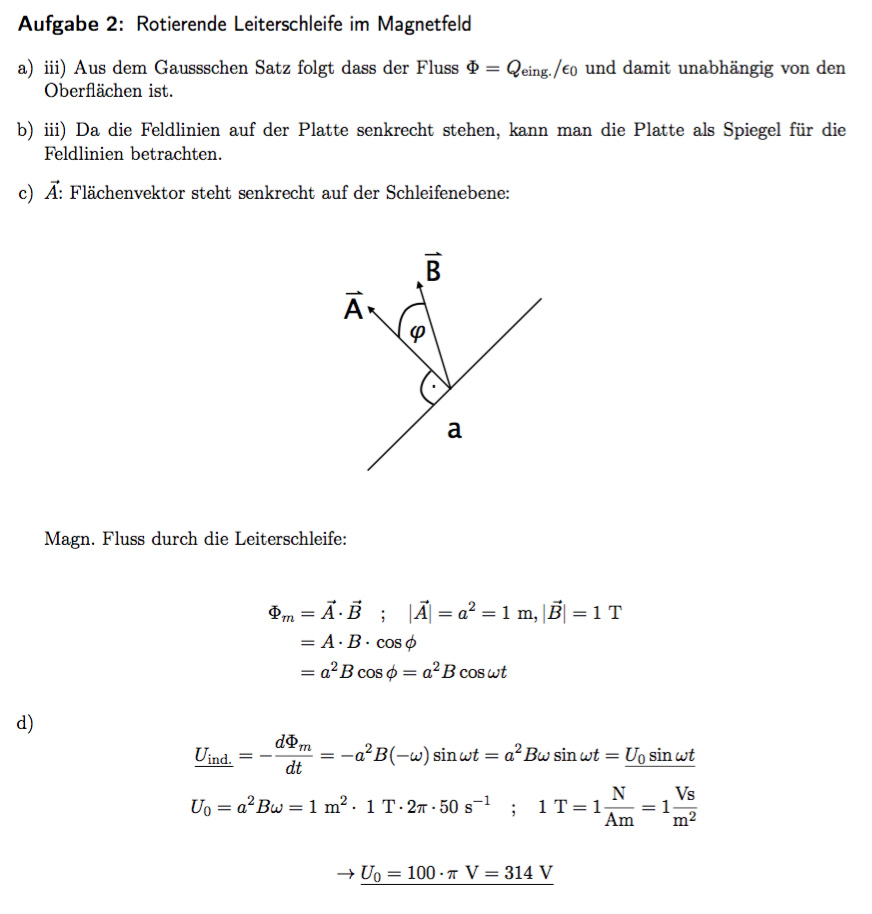 Aufgabe 2: Rotierende Leiterschleife im Magnetfeld
a) iii) Aus dem Gaussschen Satz folgt dass der Fluss Φ = Q_eing./ϵ₀ und damit unabhängig von den
Oberflächen ist.
b) iii) Da die Feldlinien auf der Platte senkrecht stehen, kann man die Platte als Spiegel für die
Feldlinien betrachten.
c) A⃗: Flächenvektor steht senkrecht auf der Schleifenebene:
B⃗
A⃗
φ
a
Magn. Fluss durch die Leiterschleife:
Φₘ = A⃗ · B⃗ ; |A⃗| = a² = 1 m, |B⃗| = 1 T
= A · B · cos ϕ
= a²B cos ϕ = a²B cos ωt
d)
U_ind. = − dΦₘ/dt = −a²B(−ω) sin ωt = a²Bω sin ωt = U₀ sin ωt
U₀ = a²Bω = 1 m² · 1 T · 2π · 50 s⁻¹ ; 1 T = 1 N/Am = 1 Vs/m²
→ U₀ = 100 · π V = 314 V